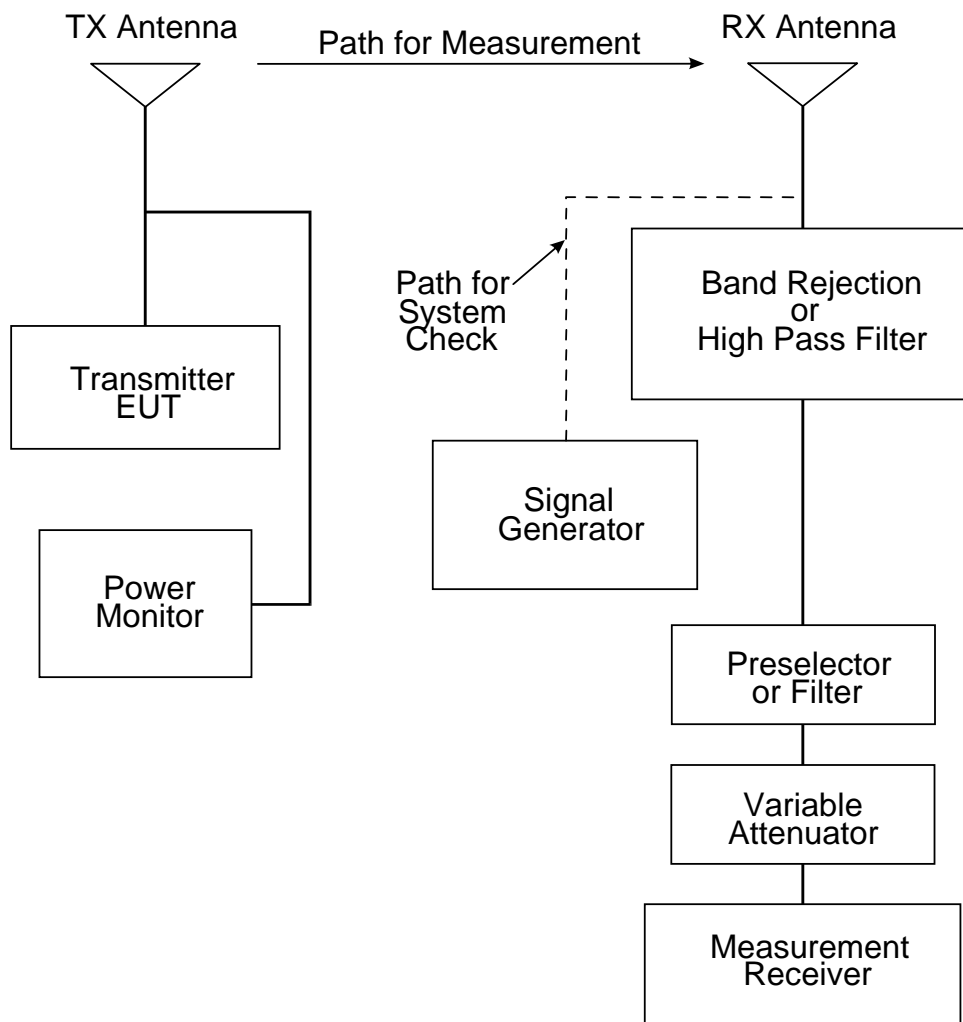 TX Antenna
Path for Measurement
RX Antenna
Path for
System
Check
Band Rejection
or
High Pass Filter
Transmitter
EUT
Signal
Generator
Power
Monitor
Preselector
or Filter
Variable
Attenuator
Measurement
Receiver